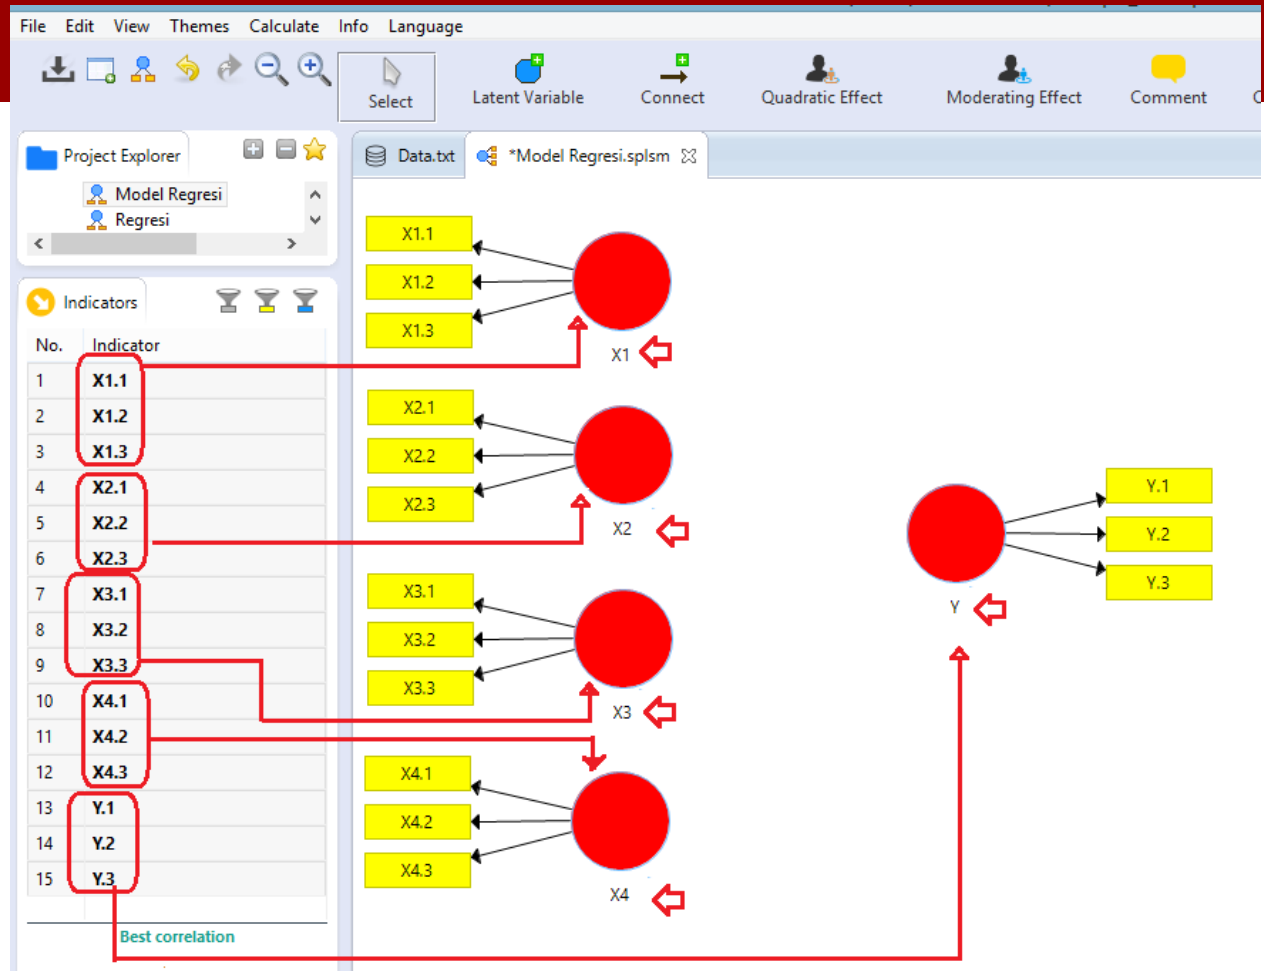 File Edit View Themes Calculate Info Language
Select Latent Variable Connect Quadratic Effect Moderating Effect Comment
Project Explorer
Model Regresi
Regresi
Data.txt *Model Regresi.splsm
Indicators
No. Indicator
1 X1.1
2 X1.2
3 X1.3
4 X2.1
5 X2.2
6 X2.3
7 X3.1
8 X3.2
9 X3.3
10 X4.1
11 X4.2
12 X4.3
13 Y.1
14 Y.2
15 Y.3
Best correlation
X1.1
X1.2
X1.3
X1
X2.1
X2.2
X2.3
X2
X3.1
X3.2
X3.3
X3
X4.1
X4.2
X4.3
X4
Y.1
Y.2
Y.3
Y